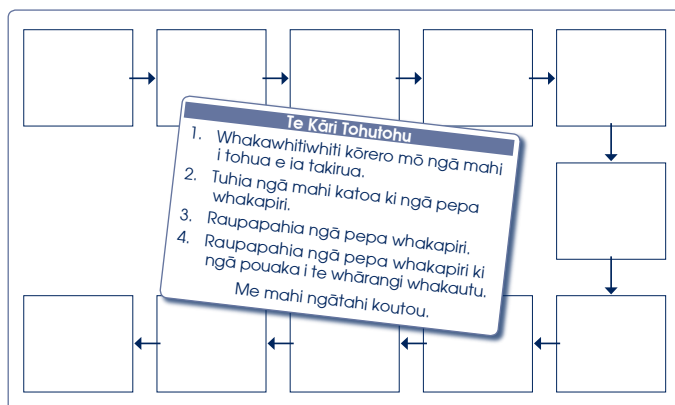 Te Kāri Tohutohu
1. Whakawhitiwhiti kōrero mō ngā mahi
i tohua e ia takirua.
2. Tuhia ngā mahi katoa ki ngā pepa
whakapiri.
3. Raupapahia ngā pepa whakapiri.
4. Raupapahia ngā pepa whakapiri ki
ngā pouaka i te whārangi whakautu.
Me mahi ngātahi koutou.